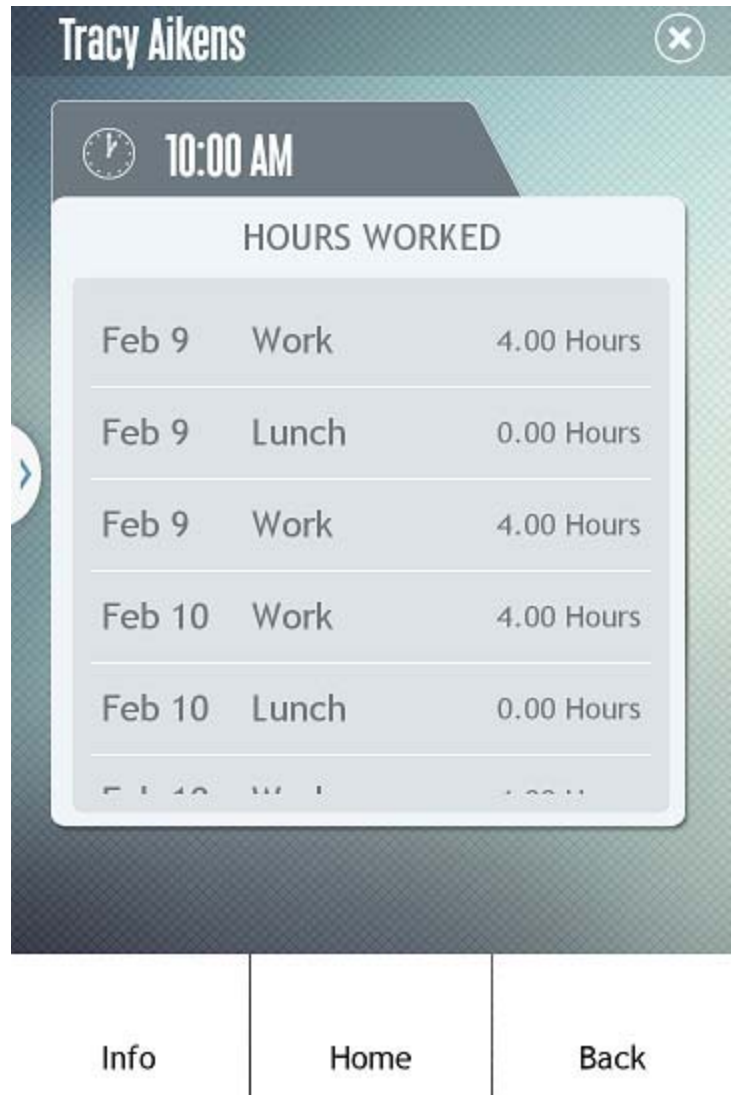 Tracy Aikens
10:00 AM
HOURS WORKED
Feb 9 Work 4.00 Hours
Feb 9 Lunch 0.00 Hours
Feb 9 Work 4.00 Hours
Feb 10 Work 4.00 Hours
Feb 10 Lunch 0.00 Hours
Info Home Back